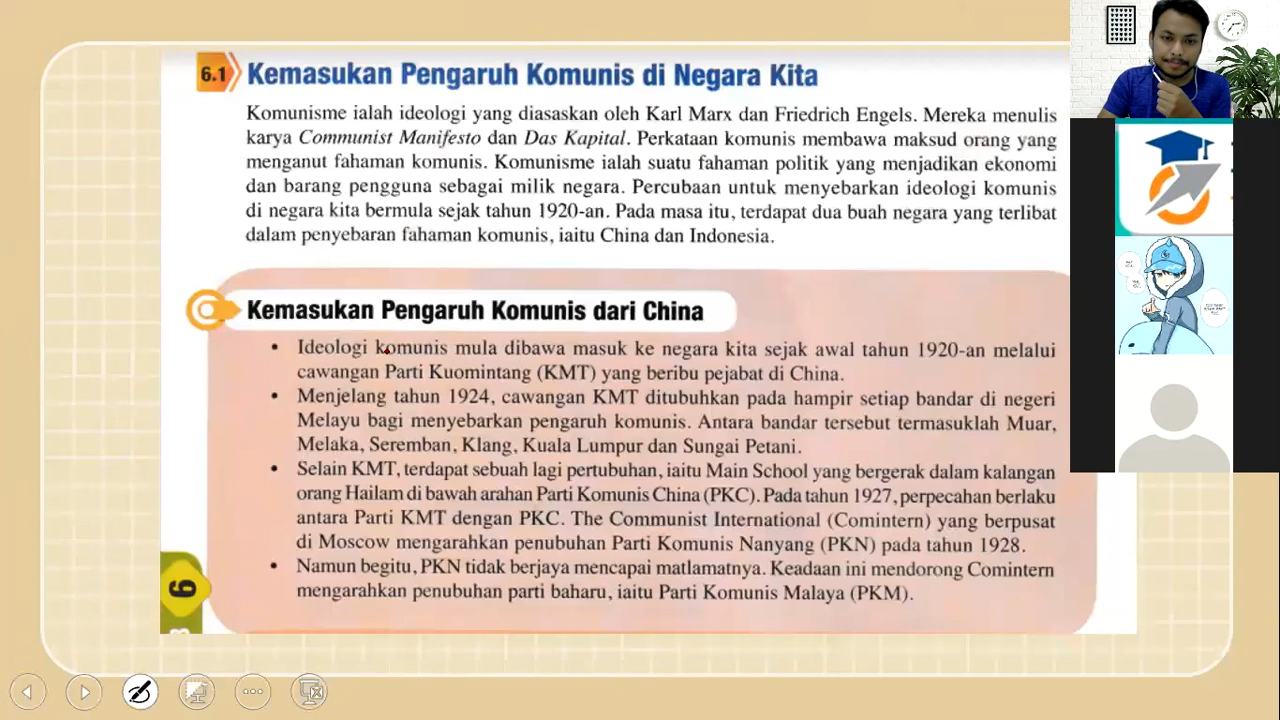 6.1 Kemasukan Pengaruh Komunis di Negara Kita
Komunisme ialah ideologi yang diasaskan oleh Karl Marx dan Friedrich Engels. Mereka menulis
karya Communist Manifesto dan Das Kapital. Perkataan komunis membawa maksud orang yang
menganut fahaman komunis. Komunisme ialah suatu fahaman politik yang menjadikan ekonomi
dan barang pengguna sebagai milik negara. Percubaan untuk menyebarkan ideologi komunis
di negara kita bermula sejak tahun 1920-an. Pada masa itu, terdapat dua buah negara yang terlibat
dalam penyebaran fahaman komunis, iaitu China dan Indonesia.
Kemasukan Pengaruh Komunis dari China
• Ideologi komunis mula dibawa masuk ke negara kita sejak awal tahun 1920-an melalui
cawangan Parti Kuomintang (KMT) yang beribu pejabat di China.
• Menjelang tahun 1924, cawangan KMT ditubuhkan pada hampir setiap bandar di negeri
Melayu bagi menyebarkan pengaruh komunis. Antara bandar tersebut termasuklah Muar,
Melaka, Seremban, Klang, Kuala Lumpur dan Sungai Petani.
• Selain KMT, terdapat sebuah lagi pertubuhan, iaitu Main School yang bergerak dalam kalangan
orang Hailam di bawah arahan Parti Komunis China (PKC). Pada tahun 1927, perpecahan berlaku
antara Parti KMT dengan PKC. The Communist International (Comintern) yang berpusat
di Moscow mengarahkan penubuhan Parti Komunis Nanyang (PKN) pada tahun 1928.
• Namun begitu, PKN tidak berjaya mencapai matlamatnya. Keadaan ini mendorong Comintern
mengarahkan penubuhan parti baharu, iaitu Parti Komunis Malaya (PKM).
6